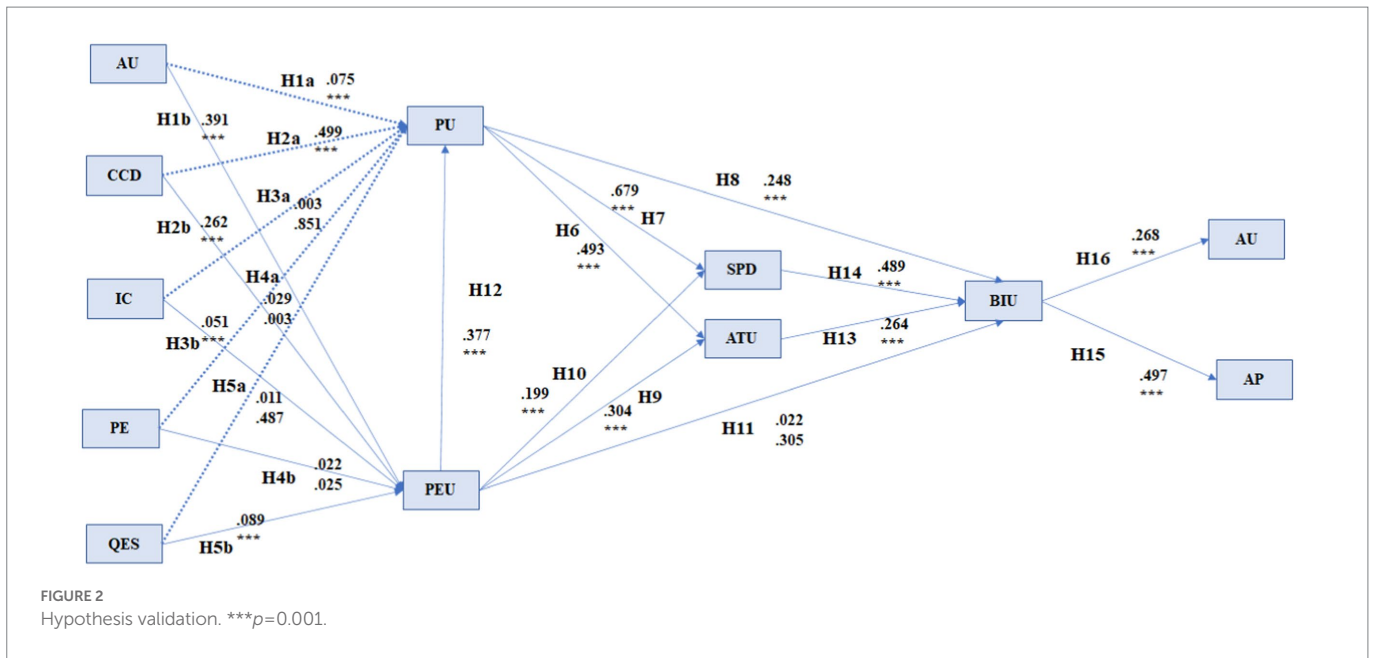 AU
H1a .075
***
PU
H1b .391
***
H2a .499
***
CCD
H3a .003
.851
H2b .262
***
H8 .248
***
.679
***
H7
H6 .493
***
AU
.268
***
H16
SPD
H4a
.029
.003
H14 .489
***
IC
H12
.377
***
BIU
.051
***
H3b
ATU
H13 .264
***
H15
.497
***
AP
H5a
.011
.487
H10
.199
***
H9
.304
***
PE
H11 .022
.305
H4b .022
.025
PEU
QES
.089
***
H5b
FIGURE 2
Hypothesis validation. ***p=0.001.